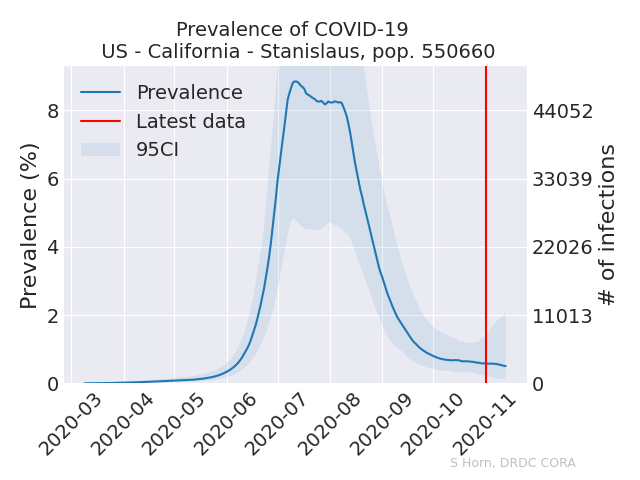 Prevalence of COVID-19
US - California - Stanislaus, pop. 550660
Prevalence
Latest data
95CI
Prevalence (%)
8
6
4
2
0
44052
33039
22026
11013
0
# of infections
2020-03
2020-04
2020-05
2020-06
2020-07
2020-08
2020-09
2020-10
2020-11
S Horn, DRDC CORA